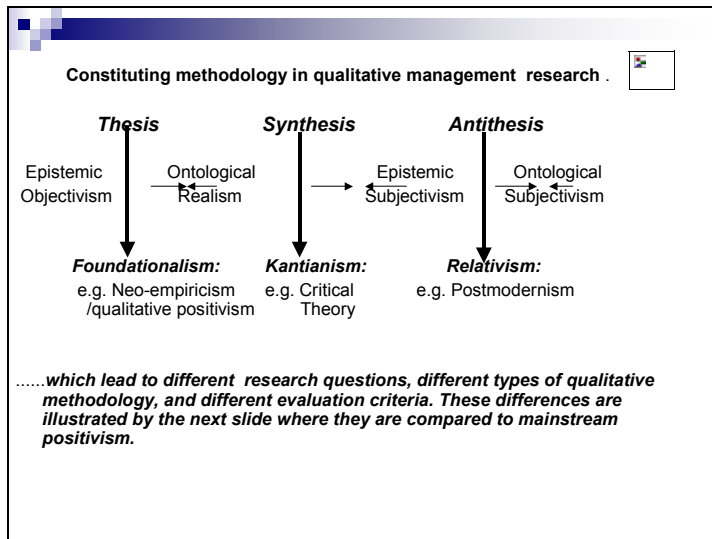 Constituting methodology in qualitative management research .
Thesis Synthesis Antithesis
Epistemic Ontological Epistemic Ontological
Objectivism Realism Subjectivism Subjectivism
Foundationalism: Kantianism: Relativism:
e.g. Neo-empiricism e.g. Critical e.g. Postmodernism
/qualitative positivism Theory
......which lead to different research questions, different types of qualitative
methodology, and different evaluation criteria. These differences are
illustrated by the next slide where they are compared to mainstream
positivism.